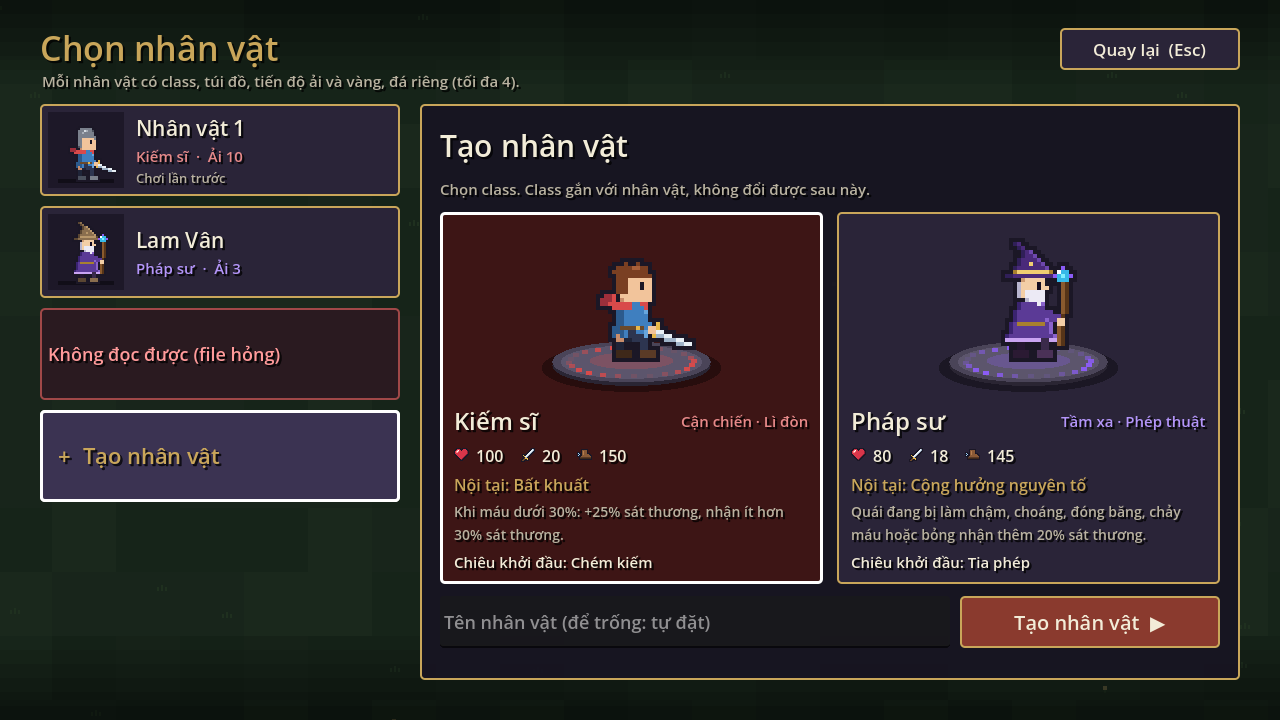 Chọn nhân vật
Mỗi nhân vật có class, túi đồ, tiến độ ải và vàng, đá riêng (tối đa 4).
Quay lại (Esc)
Nhân vật 1
Kiếm sĩ · Ải 10
Chơi lần trước
Lam Vân
Pháp sư · Ải 3
Không đọc được (file hỏng)
+ Tạo nhân vật
Tạo nhân vật
Chọn class. Class gắn với nhân vật, không đổi được sau này.
Kiếm sĩ
Cận chiến · Lì đòn
100 20 150
Nội tại: Bất khuất
Khi máu dưới 30%: +25% sát thương, nhận ít hơn
30% sát thương.
Chiêu khởi đầu: Chém kiếm
Pháp sư
Tầm xa · Phép thuật
80 18 145
Nội tại: Cộng hưởng nguyên tố
Quái đang bị làm chậm, choáng, đóng băng, chảy
máu hoặc bỏng nhận thêm 20% sát thương.
Chiêu khởi đầu: Tia phép
Tên nhân vật (để trống: tự đặt)
Tạo nhân vật ▶